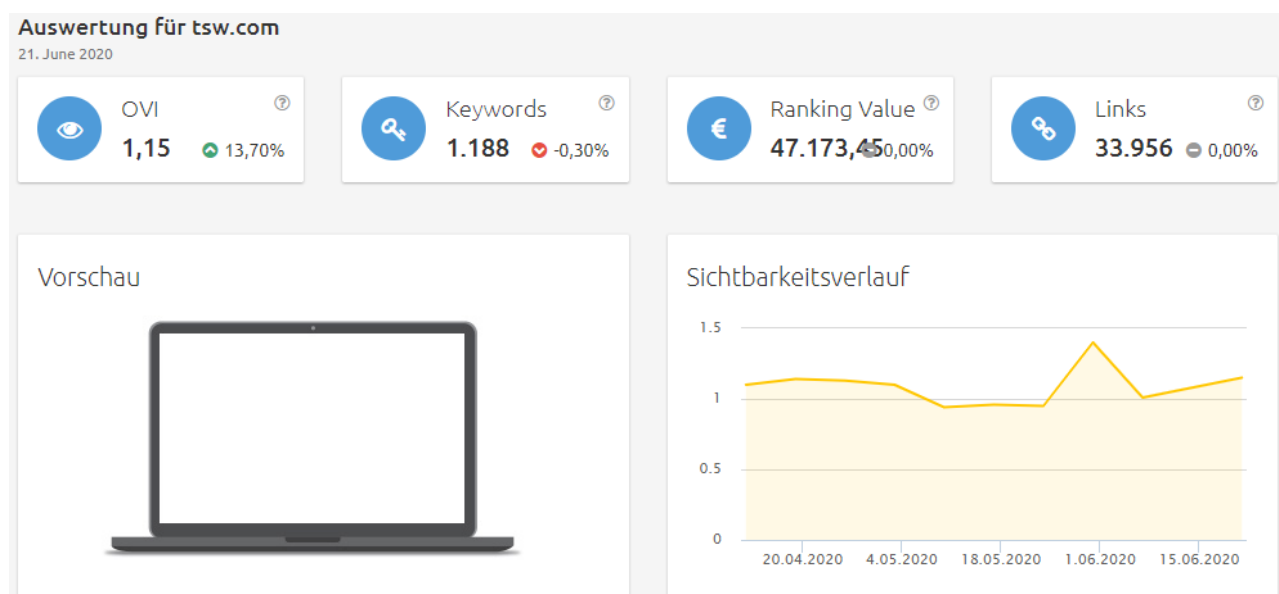 Auswertung für tsw.com
21. June 2020
OVI
1,15 13,70%
Keywords
1.188 -0,30%
Ranking Value
47.173,45 0,00%
Links
33.956 0,00%
Vorschau
Sichtbarkeitsverlauf
1.5
1
0.5
0
20.04.2020 4.05.2020 18.05.2020 1.06.2020 15.06.2020